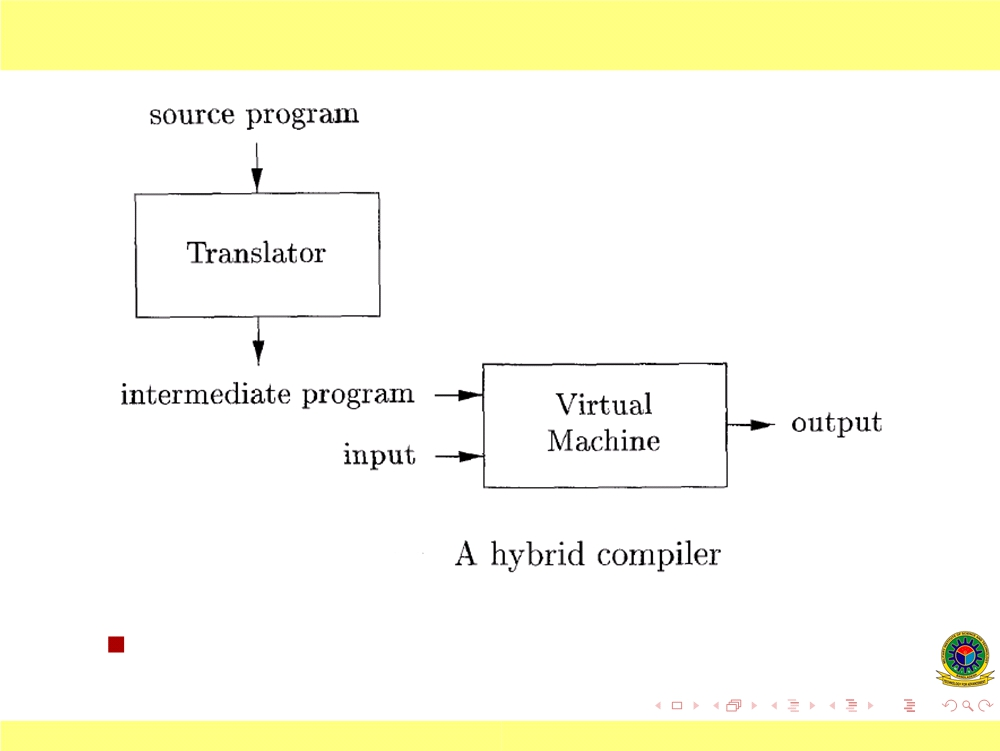 source program
Translator
intermediate program
input
Virtual
Machine
output
A hybrid compiler